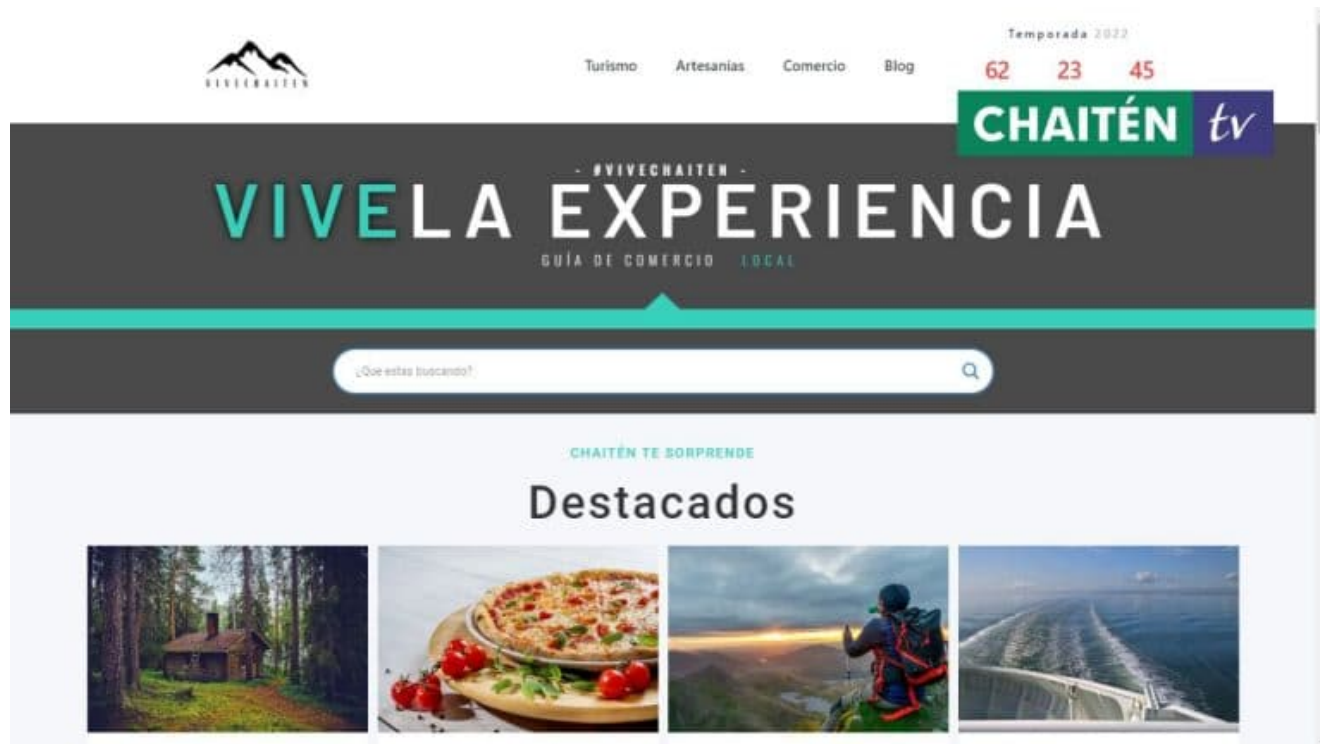 VIVECHAITEN
Turismo Artesanías Comercio Blog
Temporada 2022
62 23 45
CHAITÉN tv
- #VIVECHAITEN -
VIVELA EXPERIENCIA
GUÍA DE COMERCIO LOCAL
¿Que estas buscando?
CHAITÉN TE SORPRENDE
Destacados